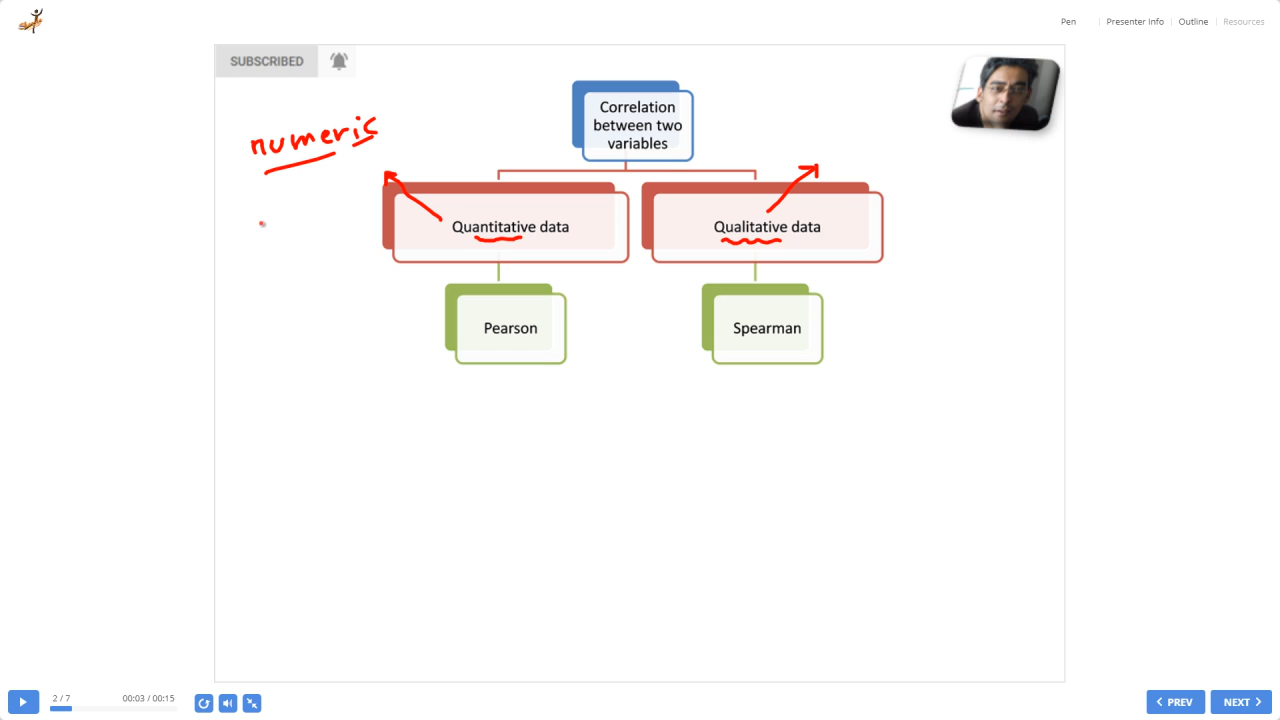 Pen
Presenter Info
Outline
Resources
SUBSCRIBED
Correlation
between two
variables
numeric
Quantitative data
Qualitative data
Pearson
Spearman
2 / 7
00:03 / 00:15
PREV
NEXT